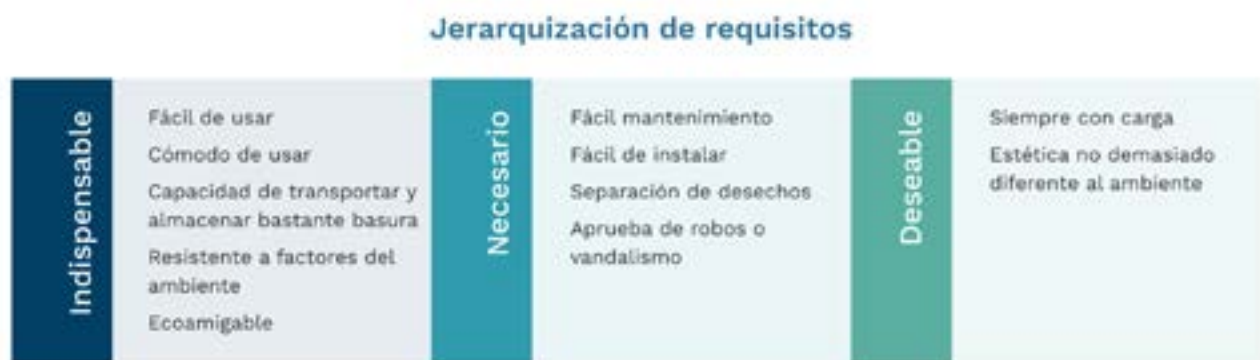 Jerarquización de requisitos
Indispensable
Fácil de usar
Cómodo de usar
Capacidad de transportar y
almacenar bastante basura
Resistente a factores del
ambiente
Ecoamigable
Necesario
Fácil mantenimiento
Fácil de instalar
Separación de desechos
Aprueba de robos o
vandalismo
Deseable
Siempre con carga
Estética no demasiado
diferente al ambiente